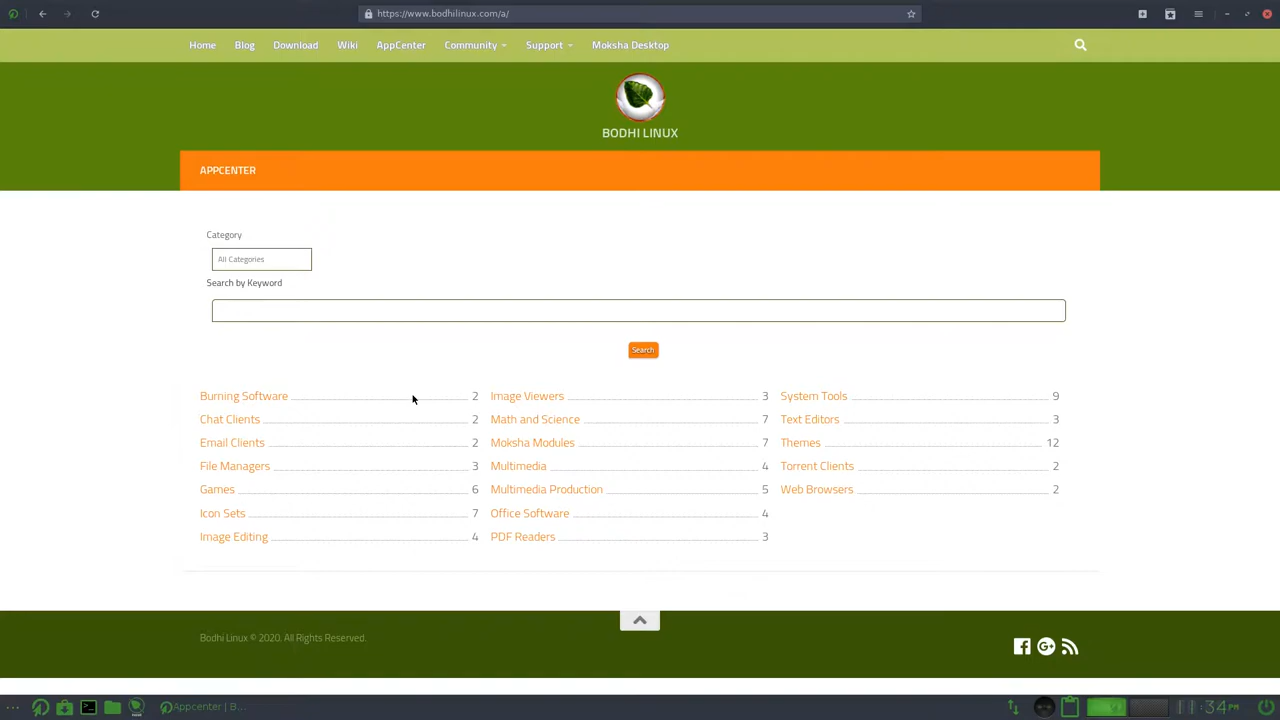 https://www.bodhilinux.com/a/
Home Blog Download Wiki AppCenter Community Support Moksha Desktop
BODHI LINUX
APPCENTER
Category
All Categories
Search by Keyword
Search
Burning Software 2
Chat Clients 2
Email Clients 2
File Managers 3
Games 6
Icon Sets 7
Image Editing 4
Image Viewers 3
Math and Science 7
Moksha Modules 7
Multimedia 4
Multimedia Production 5
Office Software 4
PDF Readers 3
System Tools 9
Text Editors 3
Themes 12
Torrent Clients 2
Web Browsers 2
Bodhi Linux © 2020. All Rights Reserved.
Appcenter | B...
:34PM